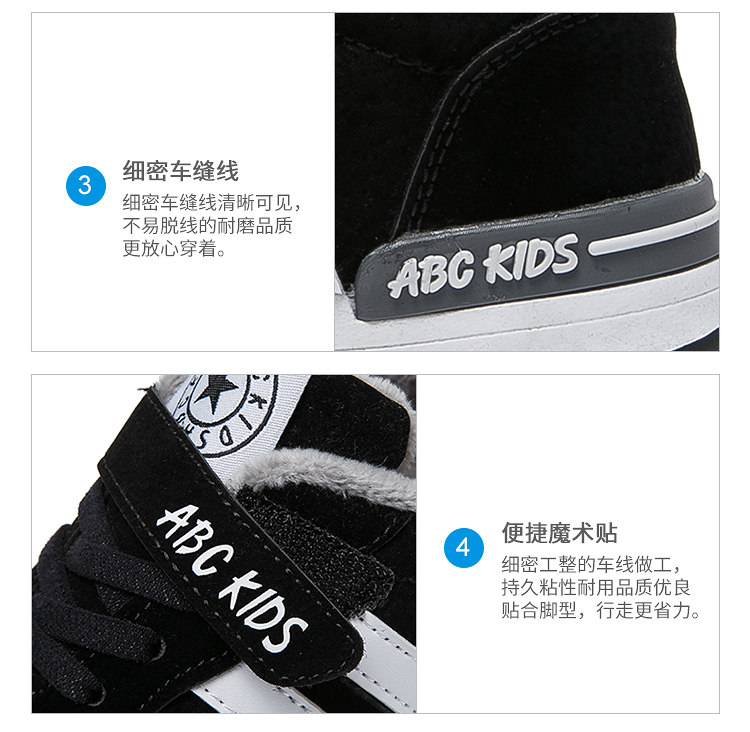 3
细密车缝线
细密车缝线清晰可见，
不易脱线的耐磨品质
更放心穿着。
ABC KIDS
ABC KIDS
4
便捷魔术贴
细密工整的车线做工，
持久粘性耐用品质优良
贴合脚型，行走更省力。